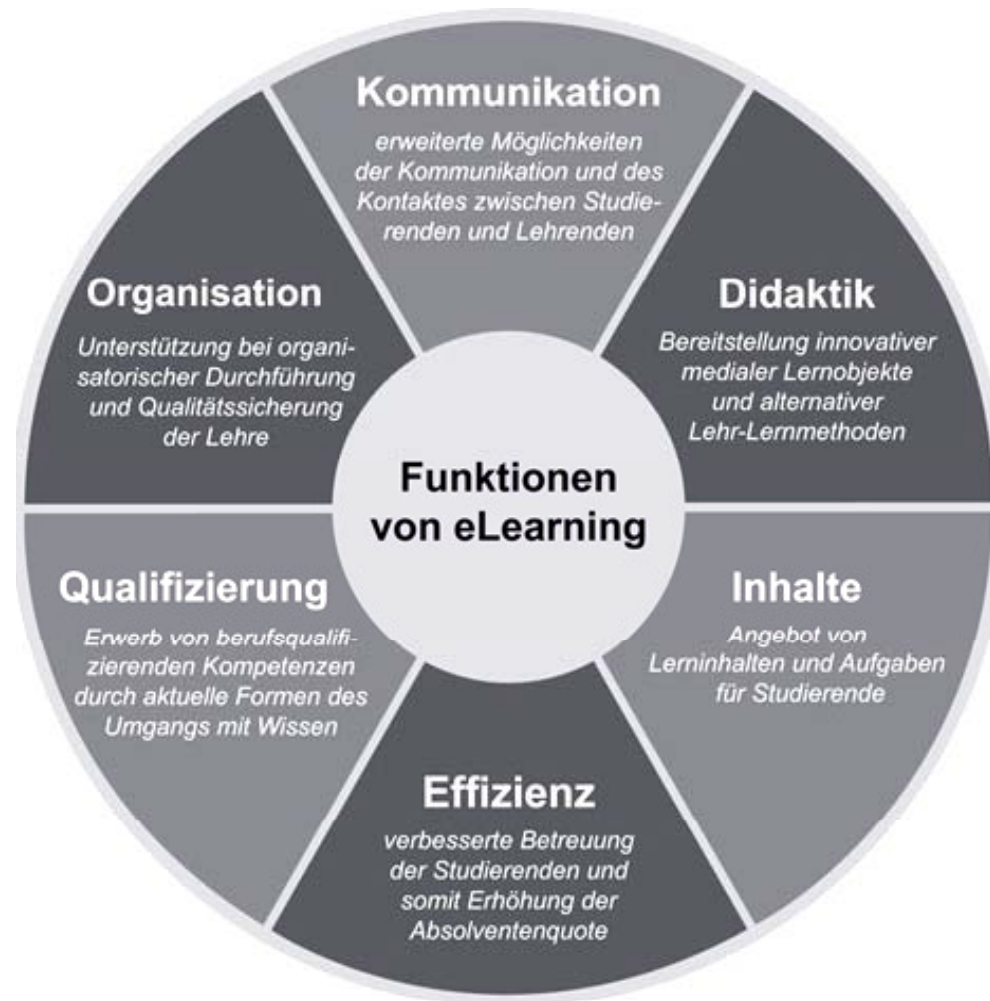 Kommunikation
erweiterte Möglichkeiten
der Kommunikation und des
Kontaktes zwischen Studie-
renden und Lehrenden
Didaktik
Bereitstellung innovativer
medialer Lernobjekte
und alternativer
Lehr-Lernmethoden
Inhalte
Angebot von
Lerninhalten und Aufgaben
für Studierende
Effizienz
verbesserte Betreuung
der Studierenden und
somit Erhöhung der
Absolventenquote
Qualifizierung
Erwerb von berufsqualifi-
zierenden Kompetenzen
durch aktuelle Formen des
Umgangs mit Wissen
Organisation
Unterstützung bei organi-
satorischer Durchführung
und Qualitätssicherung
der Lehre
Funktionen
von eLearning